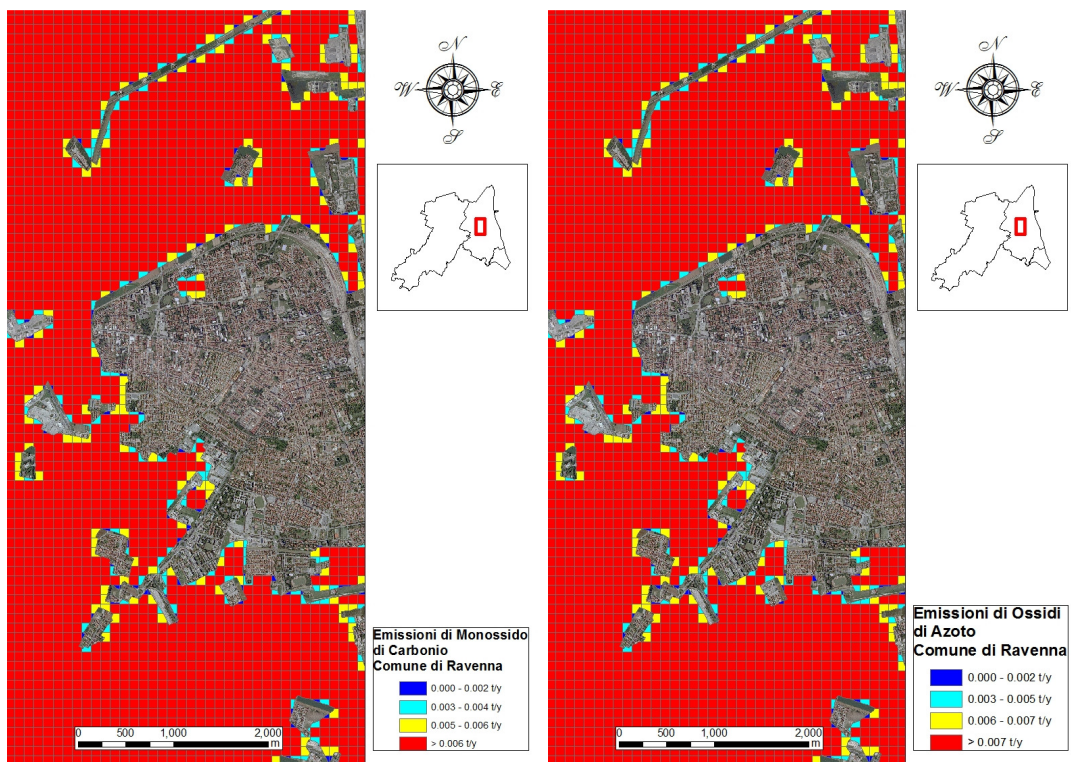 N
W E
S
Emissioni di Monossido
di Carbonio
Comune di Ravenna
0.000 - 0.002 t/y
0.003 - 0.004 t/y
0.005 - 0.006 t/y
> 0.006 t/y
0 500 1,000 2,000
m
N
W E
S
Emissioni di Ossidi
di Azoto
Comune di Ravenna
0.000 - 0.002 t/y
0.003 - 0.005 t/y
0.006 - 0.007 t/y
> 0.007 t/y
0 500 1,000 2,000
m